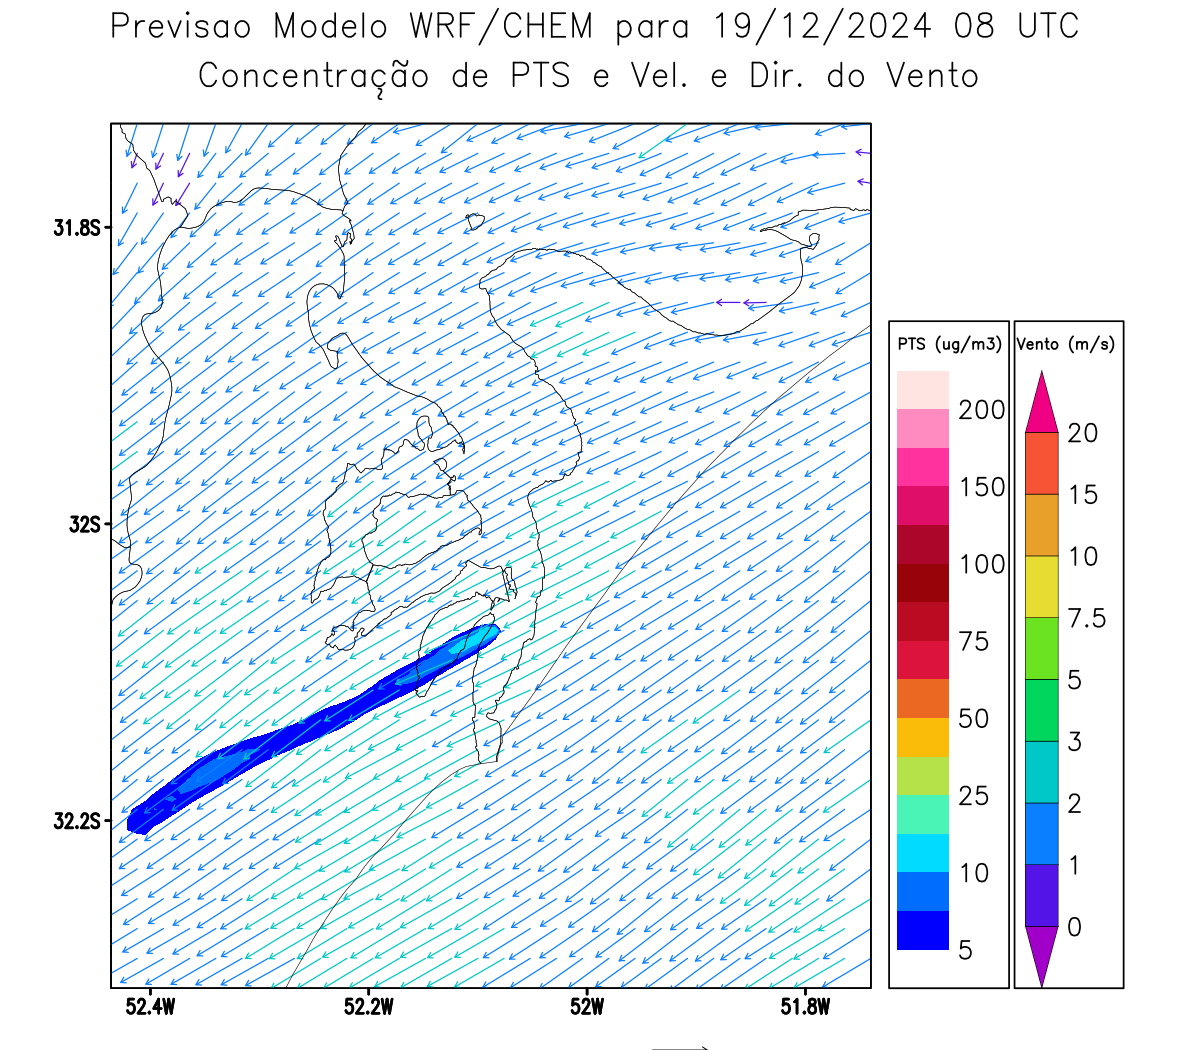 Previsao Modelo WRF/CHEM para 19/12/2024 08 UTC
Concentração de PTS e Vel. e Dir. do Vento
31.8S
32S
32.2S
52.4W
52.2W
52W
51.8W
PTS (ug/m3)
200
150
100
75
50
25
10
5
Vento (m/s)
20
15
10
7.5
5
3
2
1
0